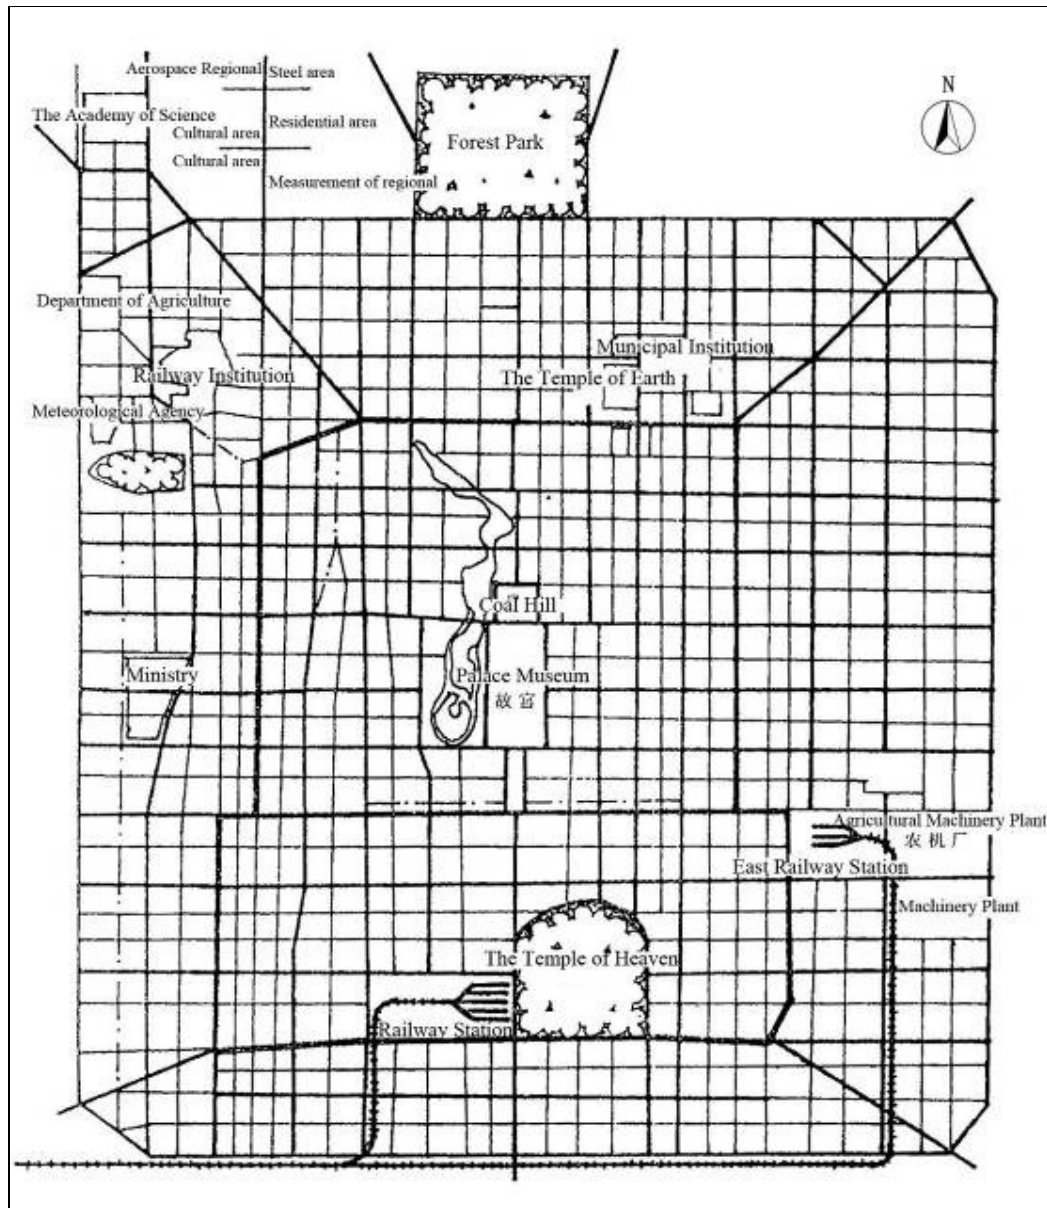 Aerospace Regional
Steel area
N
The Academy of Science
Residential area
Cultural area
Forest Park
Cultural area
Measurement of regional
Department of Agriculture
Municipal Institution
Railway Institution
The Temple of Earth
Meteorological Agency
Coal Hill
Ministry
Palace Museum
故宫
Agricultural Machinery Plant
农机厂
East Railway Station
Machinery Plant
The Temple of Heaven
Railway Station